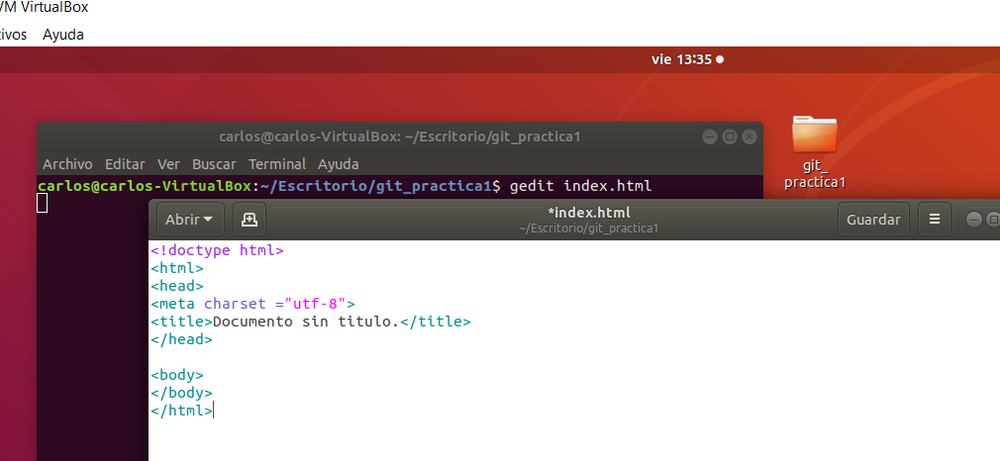 VM VirtualBox
ivos Ayuda
vie 13:35
carlos@carlos-VirtualBox: ~/Escritorio/git_practica1
Archivo Editar Ver Buscar Terminal Ayuda
carlos@carlos-VirtualBox:~/Escritorio/git_practica1$ gedit index.html
git_
practica1
Abrir
*index.html
~/Escritorio/git_practica1
Guardar
<!doctype html>
<html>
<head>
<meta charset ="utf-8">
<title>Documento sin titulo.</title>
</head>
<body>
</body>
</html>